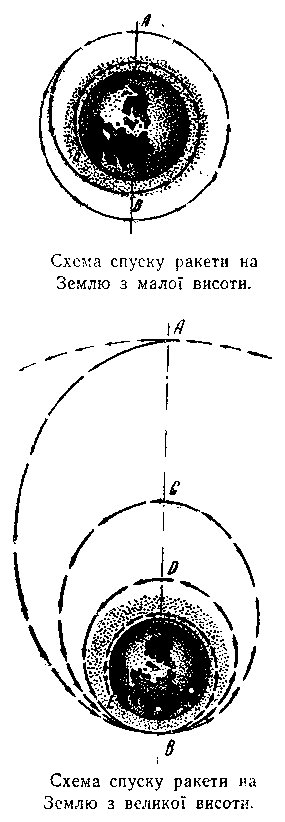 A
B
Схема спуску ракети на
Землю з малої висоти.
A
C
D
B
Схема спуску ракети на
Землю з великої висоти.